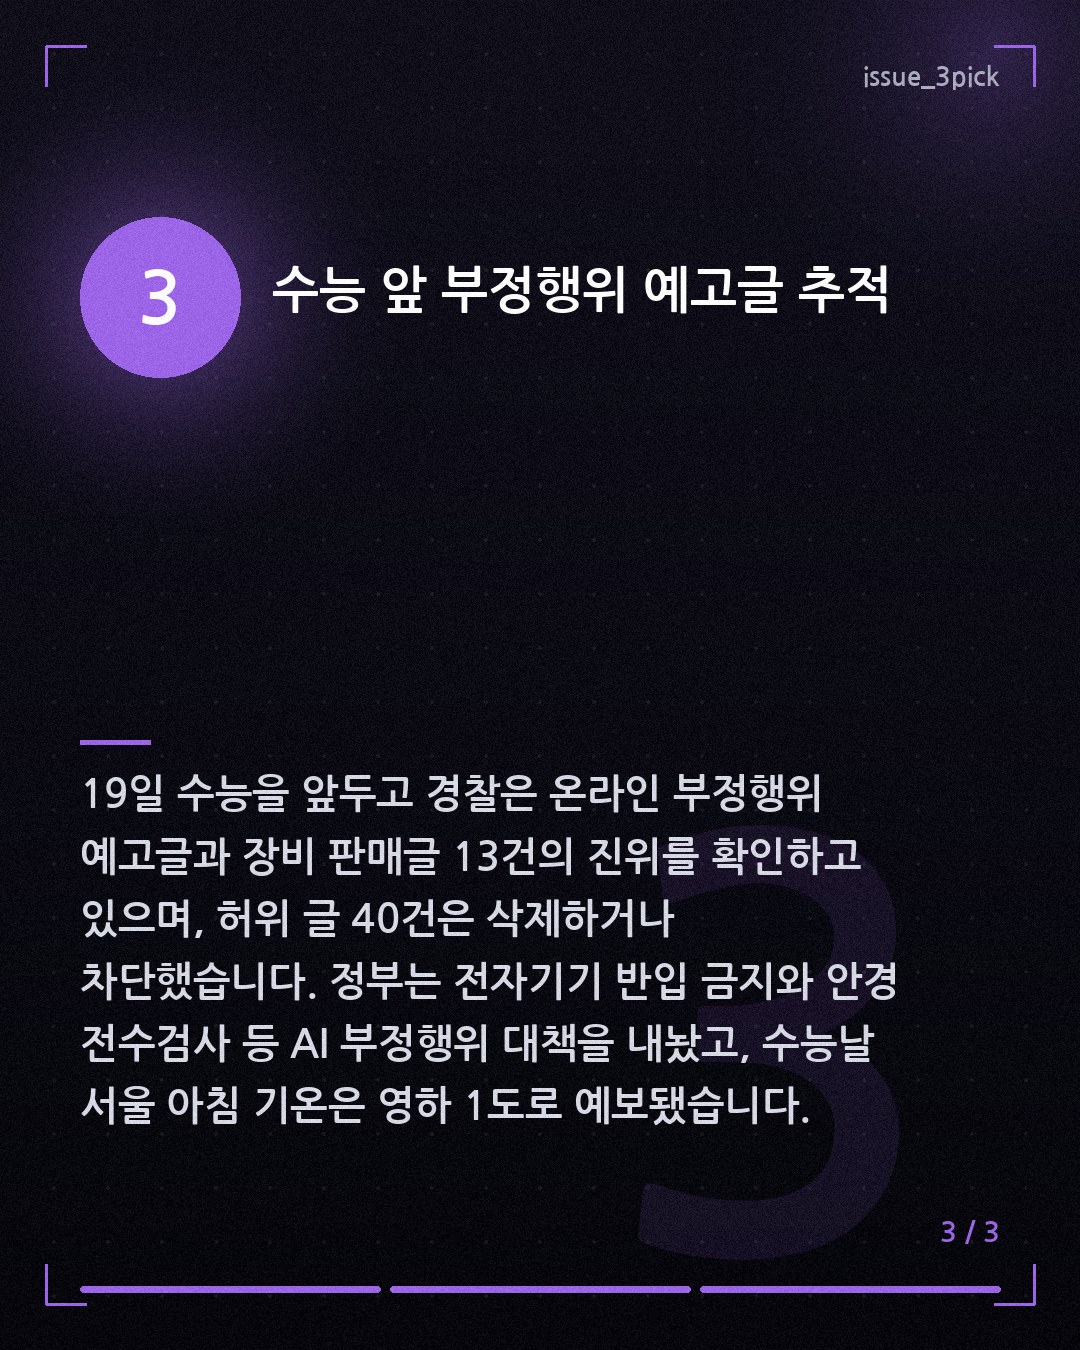 issue_3pick
3
수능 앞 부정행위 예고글 추적
19일 수능을 앞두고 경찰은 온라인 부정행위
예고글과 장비 판매글 13건의 진위를 확인하고
있으며, 허위 글 40건은 삭제하거나
차단했습니다. 정부는 전자기기 반입 금지와 안경
전수검사 등 AI 부정행위 대책을 내놨고, 수능날
서울 아침 기온은 영하 1도로 예보됐습니다.
3
3 / 3